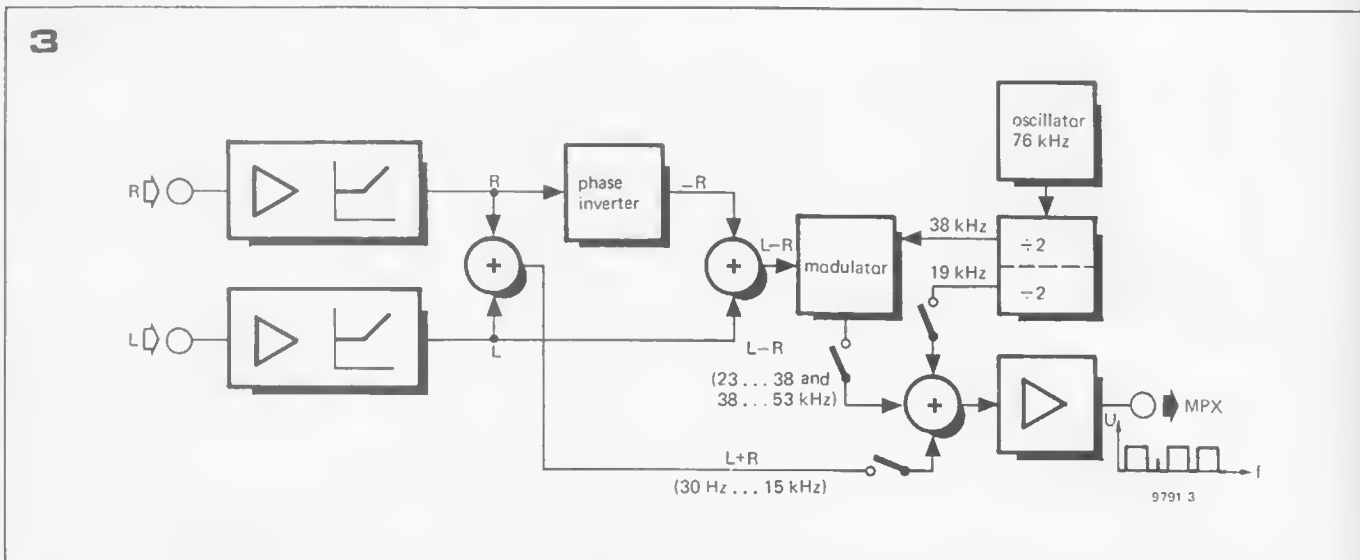 3
oscillator
76 kHz
R
R
phase
inverter
–R
38 kHz
÷2
L–R
modulator
19 kHz
÷2
L
L
L–R
(23 ... 38 and
38 ... 53 kHz)
MPX
U
L+R
f
(30 Hz ... 15 kHz)
9791 3